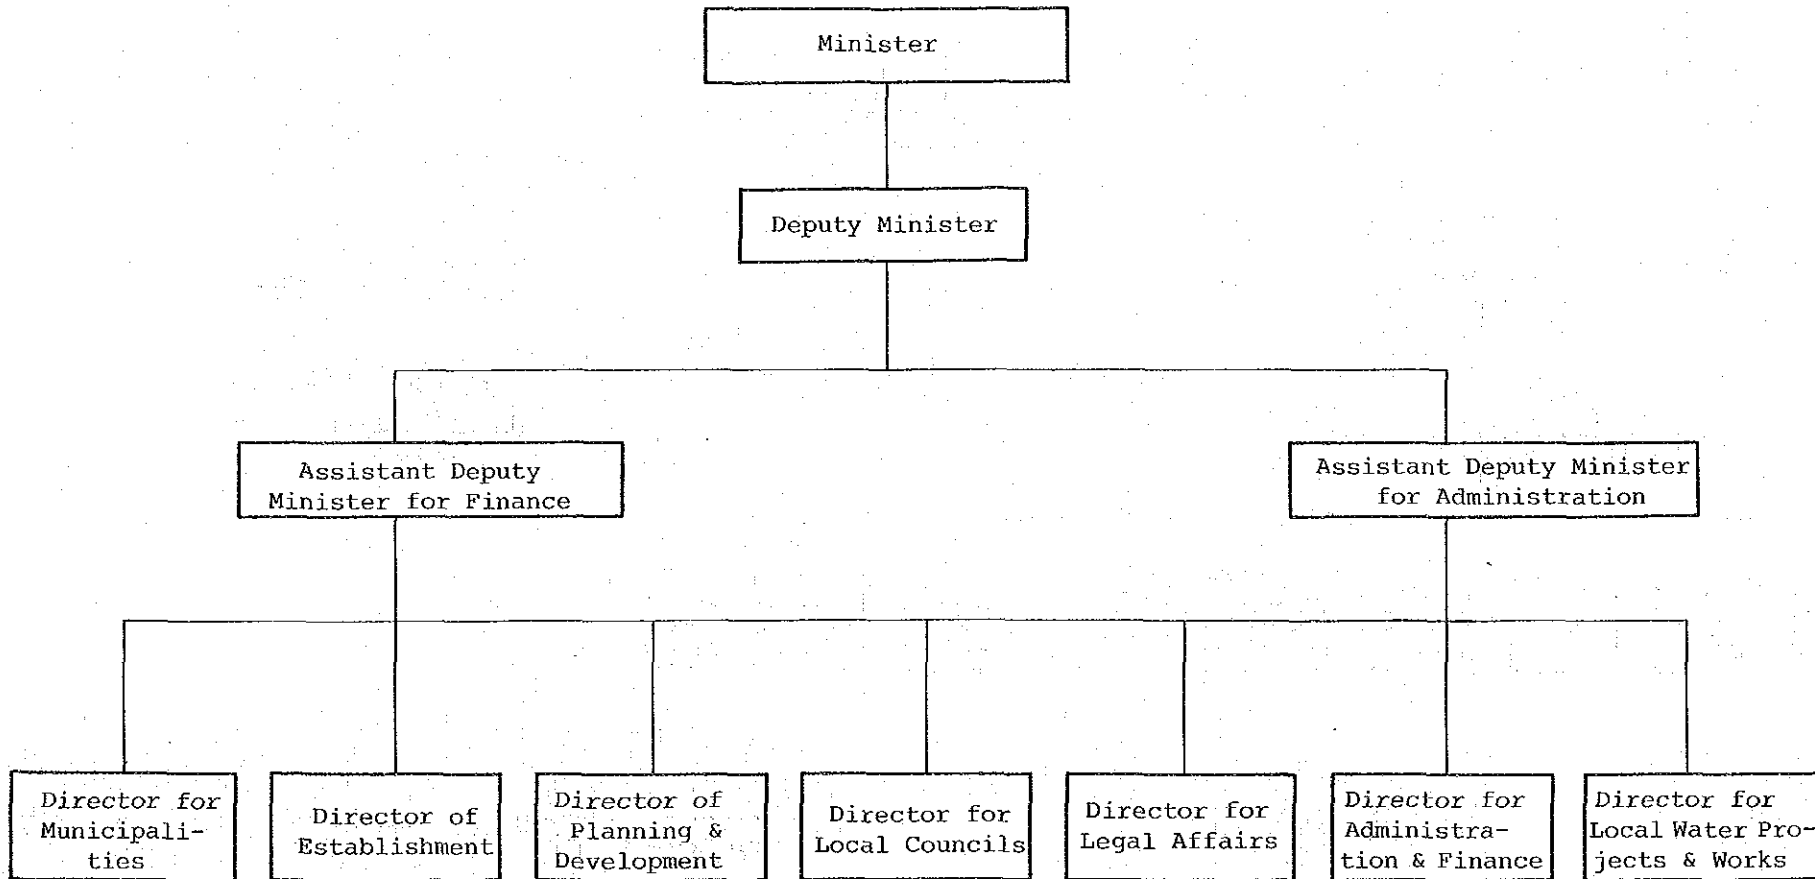 Minister
Deputy Minister
Assistant Deputy
Minister for Finance
Assistant Deputy Minister
for Administration
Director for
Municipali-
ties
Director of
Establishment
Director of
Planning &
Development
Director for
Local Councils
Director for
Legal Affairs
Director for
Administra-
tion & Finance
Director for
Local Water Pro-
jects & Works